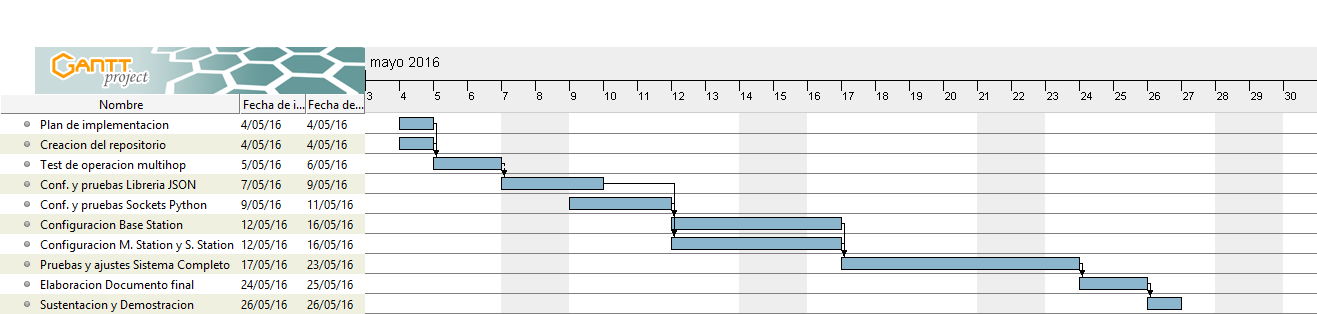 GANTT project
mayo 2016
3 4 5 6 7 8 9 10 11 12 13 14 15 16 17 18 19 20 21 22 23 24 25 26 27 28 29 30
Nombre Fecha de i... Fecha de...
Plan de implementacion 4/05/16 4/05/16
Creacion del repositorio 4/05/16 4/05/16
Test de operacion multihop 5/05/16 6/05/16
Conf. y pruebas Libreria JSON 7/05/16 9/05/16
Conf. y pruebas Sockets Python 9/05/16 11/05/16
Configuracion Base Station 12/05/16 16/05/16
Configuracion M. Station y S. Station 12/05/16 16/05/16
Pruebas y ajustes Sistema Completo 17/05/16 23/05/16
Elaboracion Documento final 24/05/16 25/05/16
Sustentacion y Demostracion 26/05/16 26/05/16